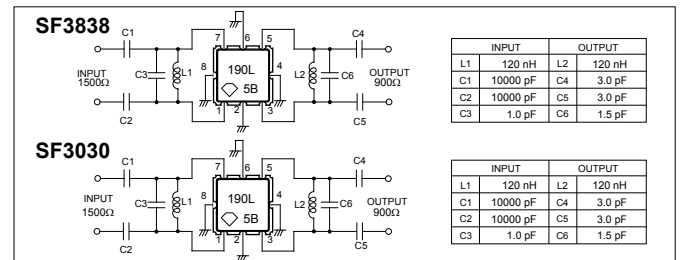 SF3838
C1
C4
7
6
5
INPUT
1500Ω
C3
L1
8
190L
5B
4
L2
C6
OUTPUT
900Ω
1
2
3
C2
C5
INPUT OUTPUT
L1 120 nH L2 120 nH
C1 10000 pF C4 3.0 pF
C2 10000 pF C5 3.0 pF
C3 1.0 pF C6 1.5 pF
SF3030
C1
C4
7
6
5
INPUT
1500Ω
C3
L1
8
190L
5B
4
L2
C6
OUTPUT
900Ω
1
2
3
C2
C5
INPUT OUTPUT
L1 120 nH L2 120 nH
C1 10000 pF C4 3.0 pF
C2 10000 pF C5 3.0 pF
C3 1.0 pF C6 1.5 pF